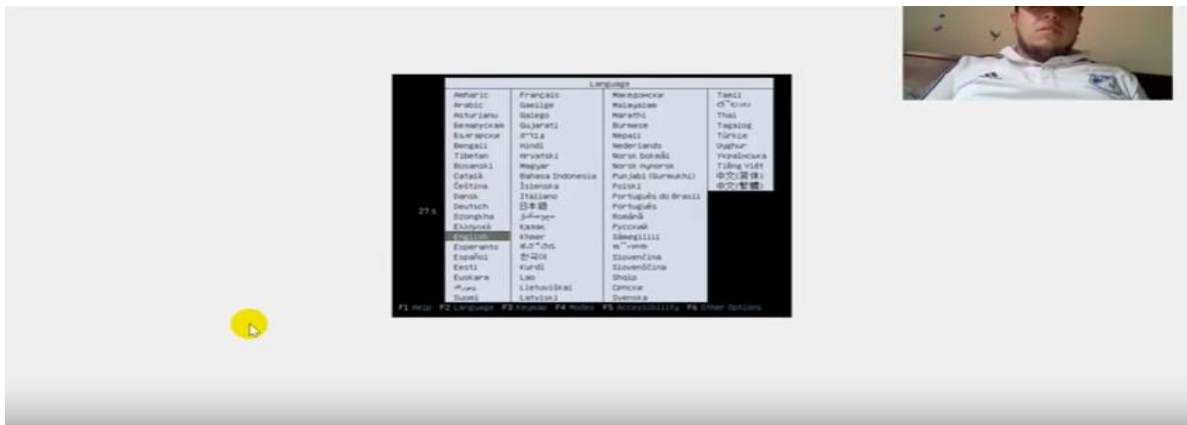 Language
Amharic Français Македонски Tamil
Arabic Gaeilge Malayalam
Asturianu Galego Marathi Thai
Беларуская Gujarati Burmese Tagalog
Български עברית Nepali Türkçe
Bengali Hindi Nederlands Uyghur
Tibetan Hrvatski Norsk bokmål Українська
Bosanski Magyar Norsk nynorsk Tiếng Việt
Català Bahasa Indonesia Punjabi (Gurmukhi) 中文(简体)
Čeština Íslenska Polski 中文(繁體)
Dansk Italiano Português do Brasil
Deutsch 日本語 Português
27s
Dzongkha ქართული Română
Ελληνικά Қазақ Русский
English Khmer Sámegillii
Esperanto ಕನ್ನಡ
Español 한국어 Slovenčina
Eesti Kurdî Slovenščina
Euskara Lao Shqip
Lietuviškai Српски
Suomi Latviski Svenska
F1 Help F2 Language F3 Keymap F4 Modes F5 Accessibility F6 Other Options